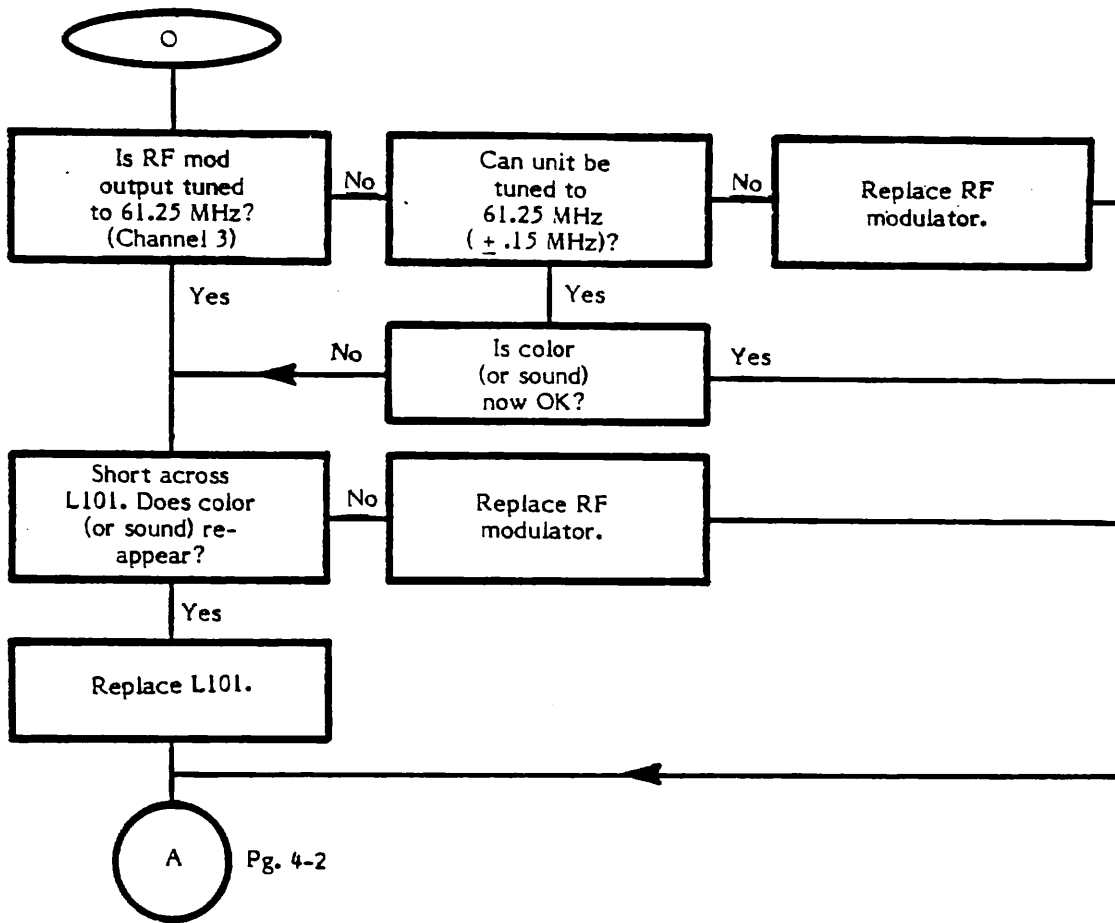 O
Is RF mod
output tuned
to 61.25 MHz?
(Channel 3)
No
Can unit be
tuned to
61.25 MHz
( ± .15 MHz)?
No
Replace RF
modulator.
Yes
Yes
No
Is color
(or sound)
now OK?
Yes
Short across
L101. Does color
(or sound) re-
appear?
No
Replace RF
modulator.
Yes
Replace L101.
A
Pg. 4-2